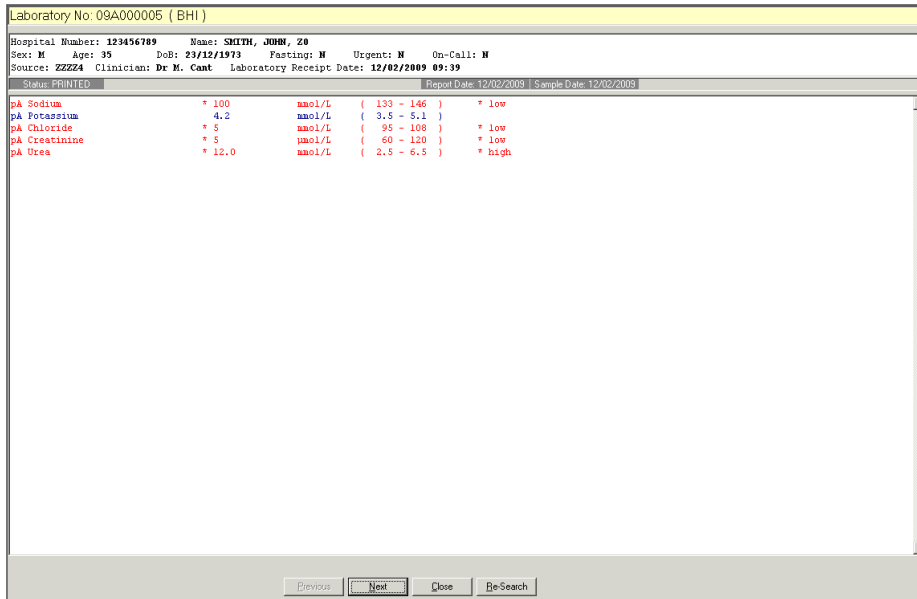 Laboratory No: 09A000005 ( BHI )
Hospital Number: 123456789 Name: SMITH, JOHN, Z0
Sex: M Age: 35 DoB: 23/12/1973 Fasting: N Urgent: N On-Call: N
Source: ZZZZ4 Clinician: Dr M. Cant Laboratory Receipt Date: 12/02/2009 09:39
Status: PRINTED Report Date: 12/02/2009 | Sample Date: 12/02/2009
pA Sodium * 100 mmol/L ( 133 - 146 ) * low
pA Potassium 4.2 mmol/L ( 3.5 - 5.1 )
pA Chloride * 5 mmol/L ( 95 - 108 ) * low
pA Creatinine * 5 µmol/L ( 60 - 120 ) * low
pA Urea * 12.0 mmol/L ( 2.5 - 6.5 ) * high
Previous Next Close Re-Search